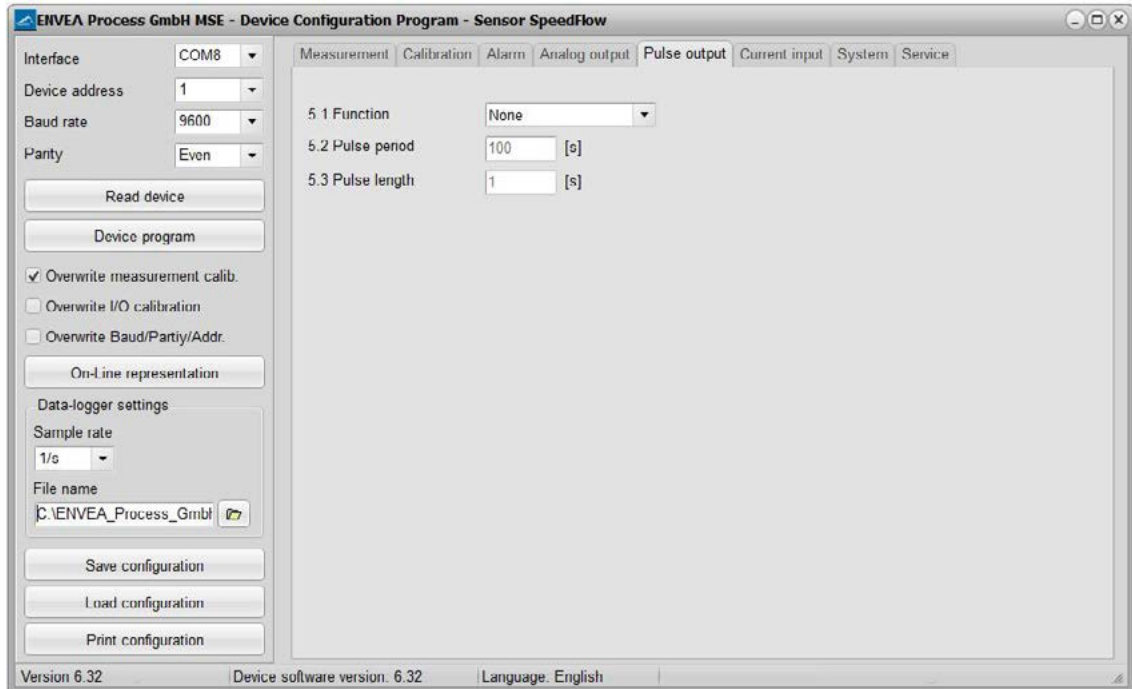 ENVEA Process GmbH MSE - Device Configuration Program - Sensor SpeedFlow
Interface
COM8
Device address
1
Baud rate
9600
Parity
Even
Read device
Device program
Overwrite measurement calib.
Overwrite I/O calibration
Overwrite Baud/Partiy/Addr.
On-Line representation
Data-logger settings
Sample rate
1/s
File name
C:\ENVEA_Process_Gmbh
Save configuration
Load configuration
Print configuration
Measurement
Calibration
Alarm
Analog output
Pulse output
Current input
System
Service
5.1 Function
None
5.2 Pulse period
100
[s]
5.3 Pulse length
1
[s]
Version 6.32
Device software version: 6.32
Language: English